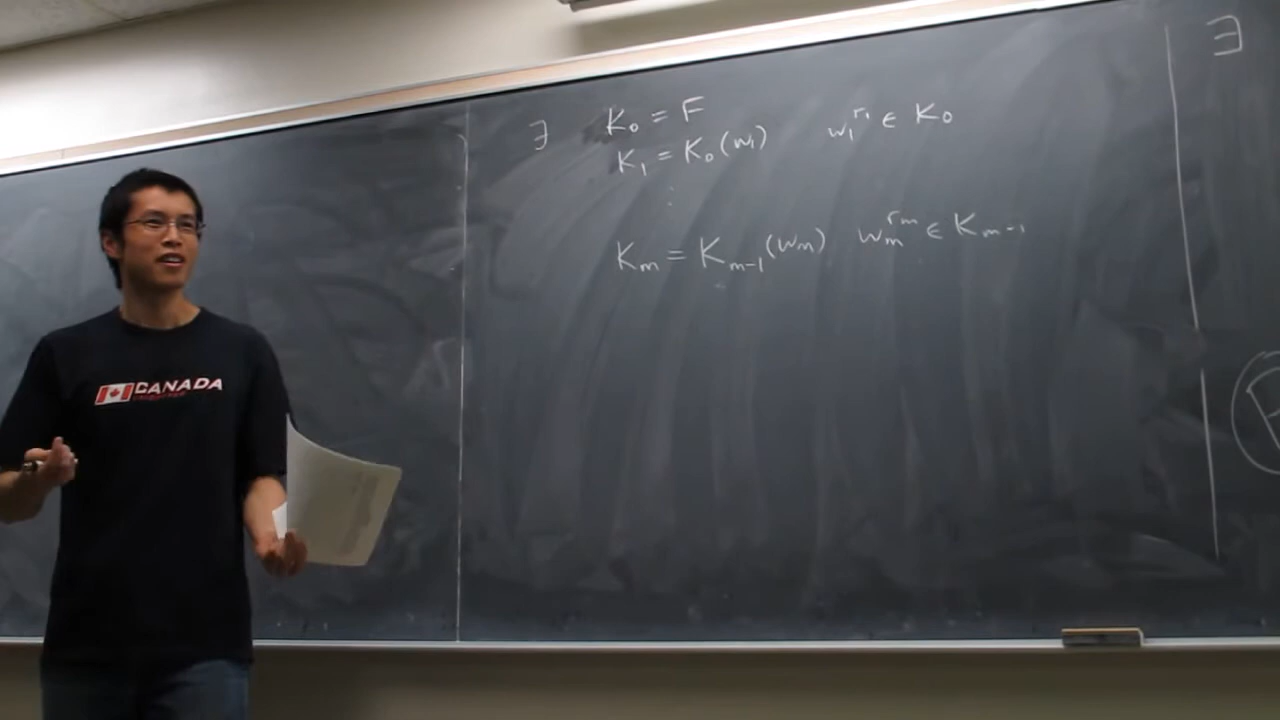 ∃ K₀ = F
K₁ = K₀(w₁) w₁^{r₁} ∈ K₀
⋮
Kₘ = Kₘ₋₁(wₘ) wₘ^{rₘ} ∈ Kₘ₋₁
∃
CANADA